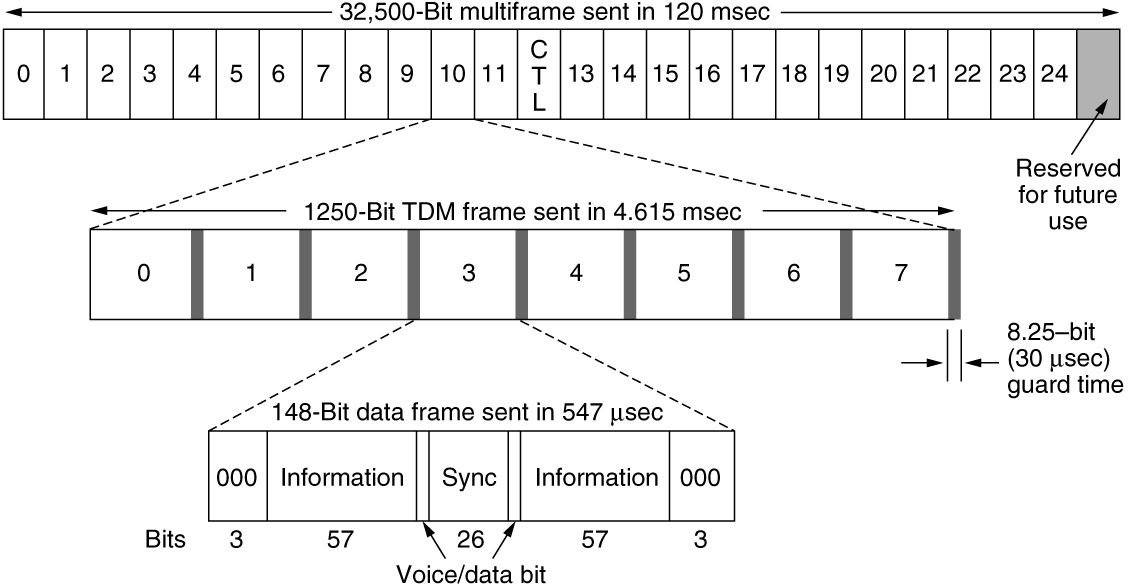 32,500-Bit multiframe sent in 120 msec
0 1 2 3 4 5 6 7 8 9 10 11 C T L 13 14 15 16 17 18 19 20 21 22 23 24
Reserved
for future
use
1250-Bit TDM frame sent in 4.615 msec
0 1 2 3 4 5 6 7
8.25–bit
(30 μsec)
guard time
148-Bit data frame sent in 547 μsec
000 Information Sync Information 000
Bits 3 57 26 57 3
Voice/data bit